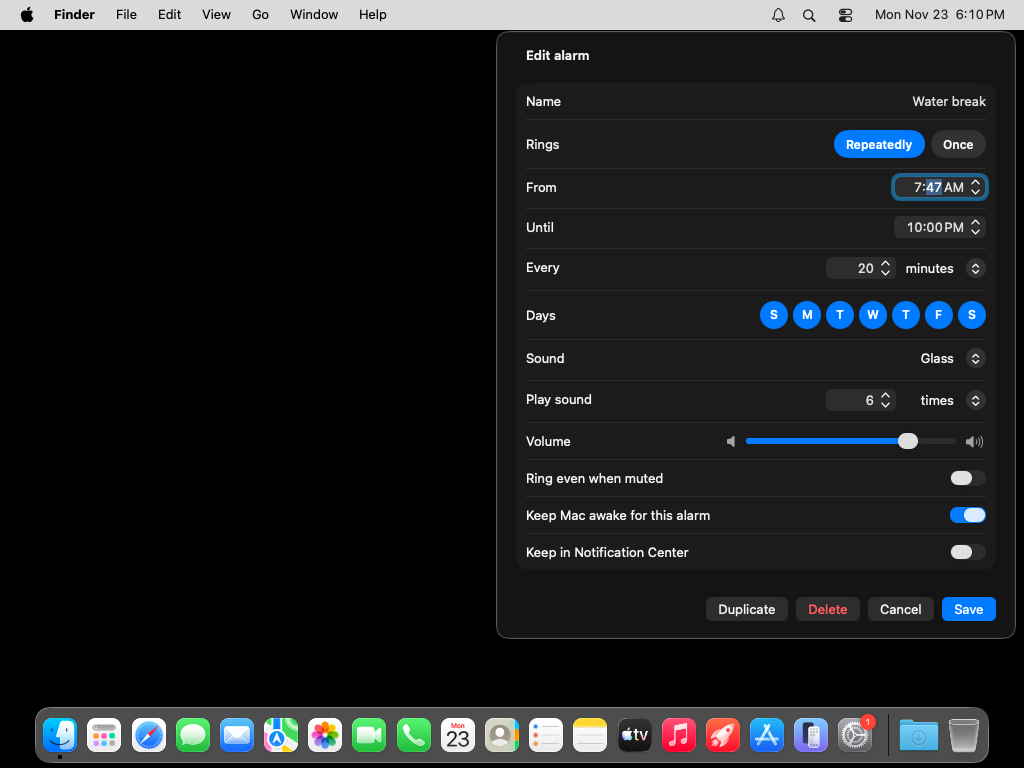 Finder File Edit View Go Window Help Mon Nov 23 6:10 PM
Edit alarm
Name Water break
Rings Repeatedly Once
From 7:47 AM
Until 10:00 PM
Every 20 minutes
Days S M T W T F S
Sound Glass
Play sound 6 times
Volume
Ring even when muted
Keep Mac awake for this alarm
Keep in Notification Center
Duplicate Delete Cancel Save
Mon
23
tv
1